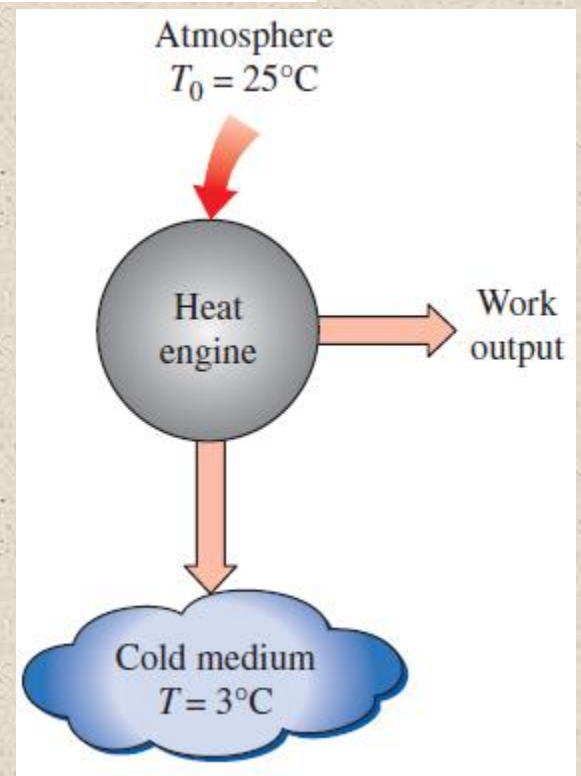 Atmosphere
T₀ = 25°C
Heat
engine
Work
output
Cold medium
T = 3°C